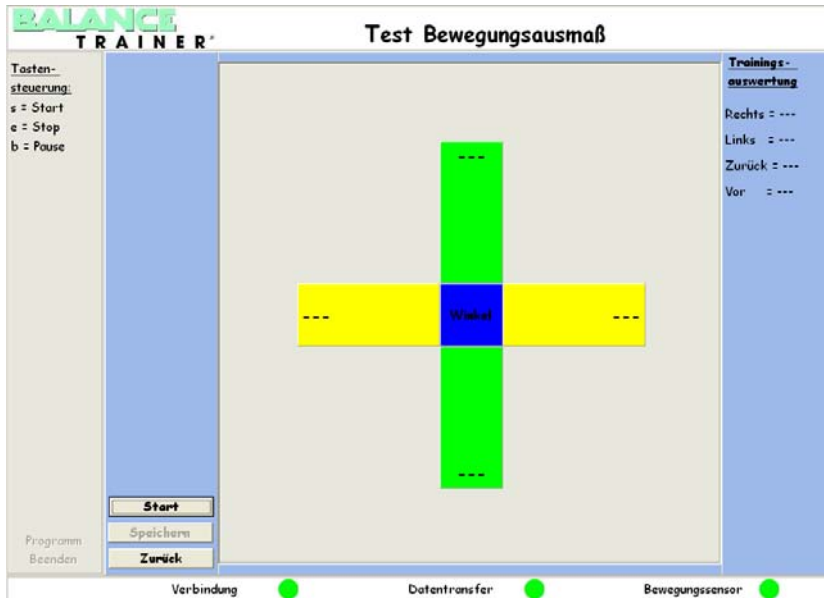 BALANCE
TRAINER
Test Bewegungsausmaß
Tasten-
steuerung:
s = Start
e = Stop
b = Pause
Trainings-
auswertung
Rechts = ---
Links = ---
Zurück = ---
Vor = ---
---
--- Winkel ---
---
Start
Speichern
Zurück
Programm
Beenden
Verbindung Datentransfer Bewegungssensor